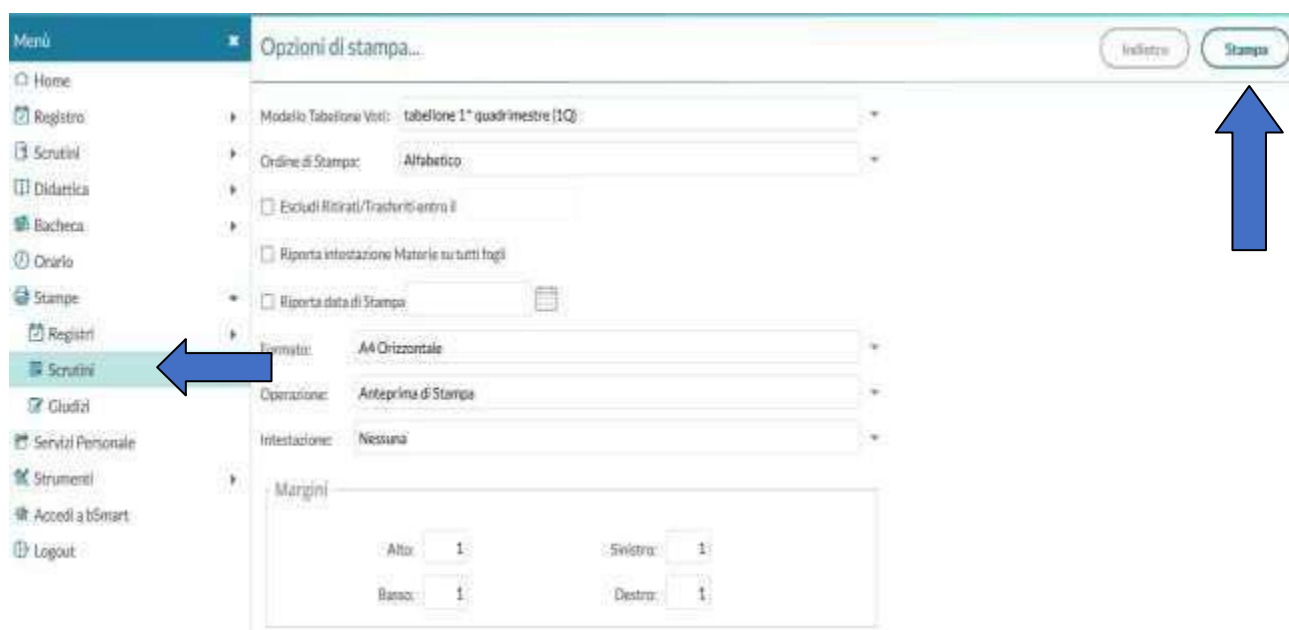 Menù
Home
Registro
Scrutini
Didattica
Bacheca
Orario
Stampe
Registri
Scrutini
Giudizi
Servizi Personale
Strumenti
Accedi a bSmart
Logout
Opzioni di stampa...
Indietro
Stampa
Modello Tabellone Voti: tabellone 1° quadrimestre (1Q)
Ordine di Stampa: Alfabetico
Escludi Ritirati/Trasferiti entro il
Riporta intestazione Materie su tutti fogli
Riporta data di Stampa
Formato: A4 Orizzontale
Operazione: Anteprima di Stampa
Intestazione: Nessuna
Margini
Alto: 1 Sinistro: 1
Basso: 1 Destro: 1